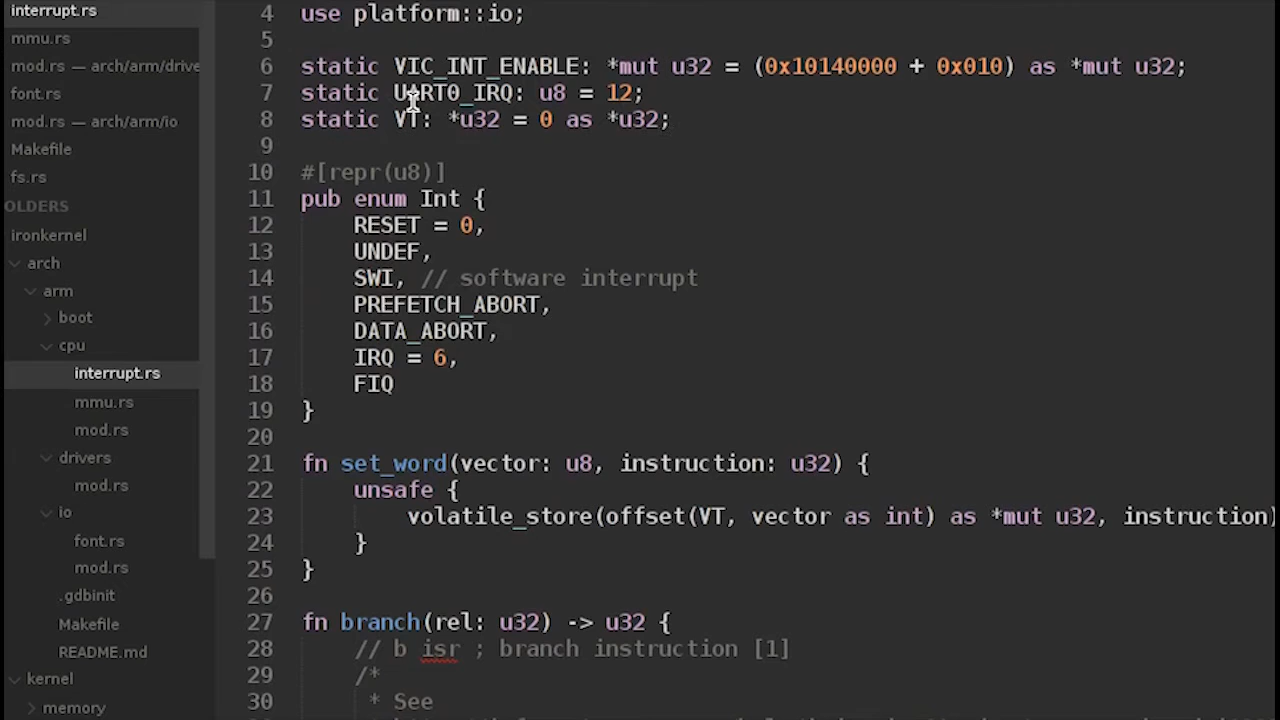 interrupt.rs
mmu.rs
mod.rs — arch/arm/drive
font.rs
mod.rs — arch/arm/io
Makefile
fs.rs
OLDERS
ironkernel
arch
arm
boot
cpu
interrupt.rs
mmu.rs
mod.rs
drivers
mod.rs
io
font.rs
mod.rs
.gdbinit
Makefile
README.md
kernel
memory
4 use platform::io;
5
6 static VIC_INT_ENABLE: *mut u32 = (0x10140000 + 0x010) as *mut u32;
7 static UART0_IRQ: u8 = 12;
8 static VT: *u32 = 0 as *u32;
9
10 #[repr(u8)]
11 pub enum Int {
12     RESET = 0,
13     UNDEF,
14     SWI, // software interrupt
15     PREFETCH_ABORT,
16     DATA_ABORT,
17     IRQ = 6,
18     FIQ
19 }
20
21 fn set_word(vector: u8, instruction: u32) {
22     unsafe {
23         volatile_store(offset(VT, vector as int) as *mut u32, instruction)
24     }
25 }
26
27 fn branch(rel: u32) -> u32 {
28     // b isr ; branch instruction [1]
29     /*
30      * See